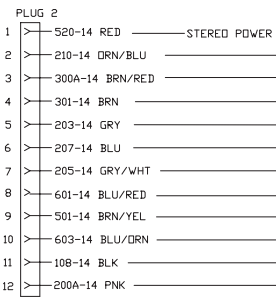 PLUG 2
1 520-14 RED STEREO POWER
2 210-14 ORN/BLU
3 300A-14 BRN/RED
4 301-14 BRN
5 203-14 GRY
6 207-14 BLU
7 205-14 GRY/WHT
8 601-14 BLU/RED
9 501-14 BRN/YEL
10 603-14 BLU/ORN
11 108-14 BLK
12 200A-14 PNK